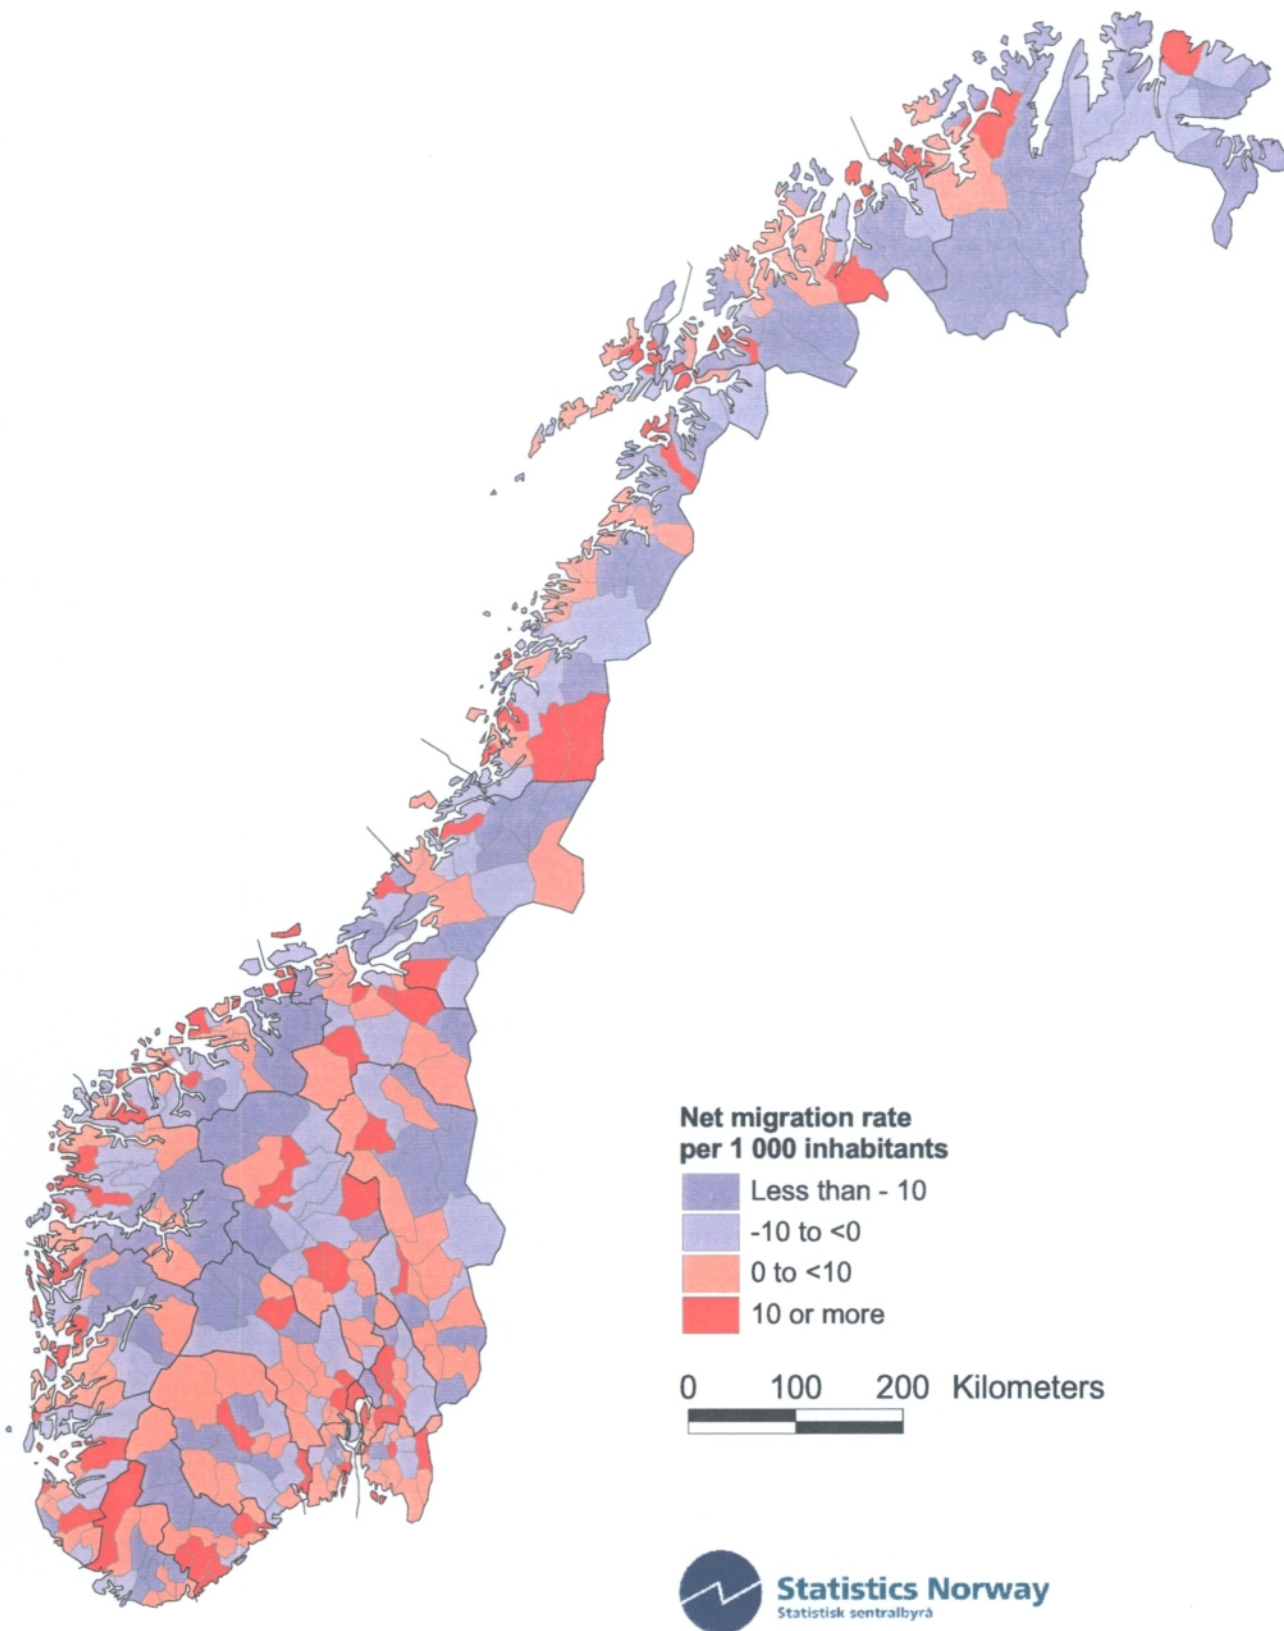 Net migration rate
per 1 000 inhabitants
Less than - 10
-10 to <0
0 to <10
10 or more
0 100 200 Kilometers
Statistics Norway
Statistisk sentralbyrå